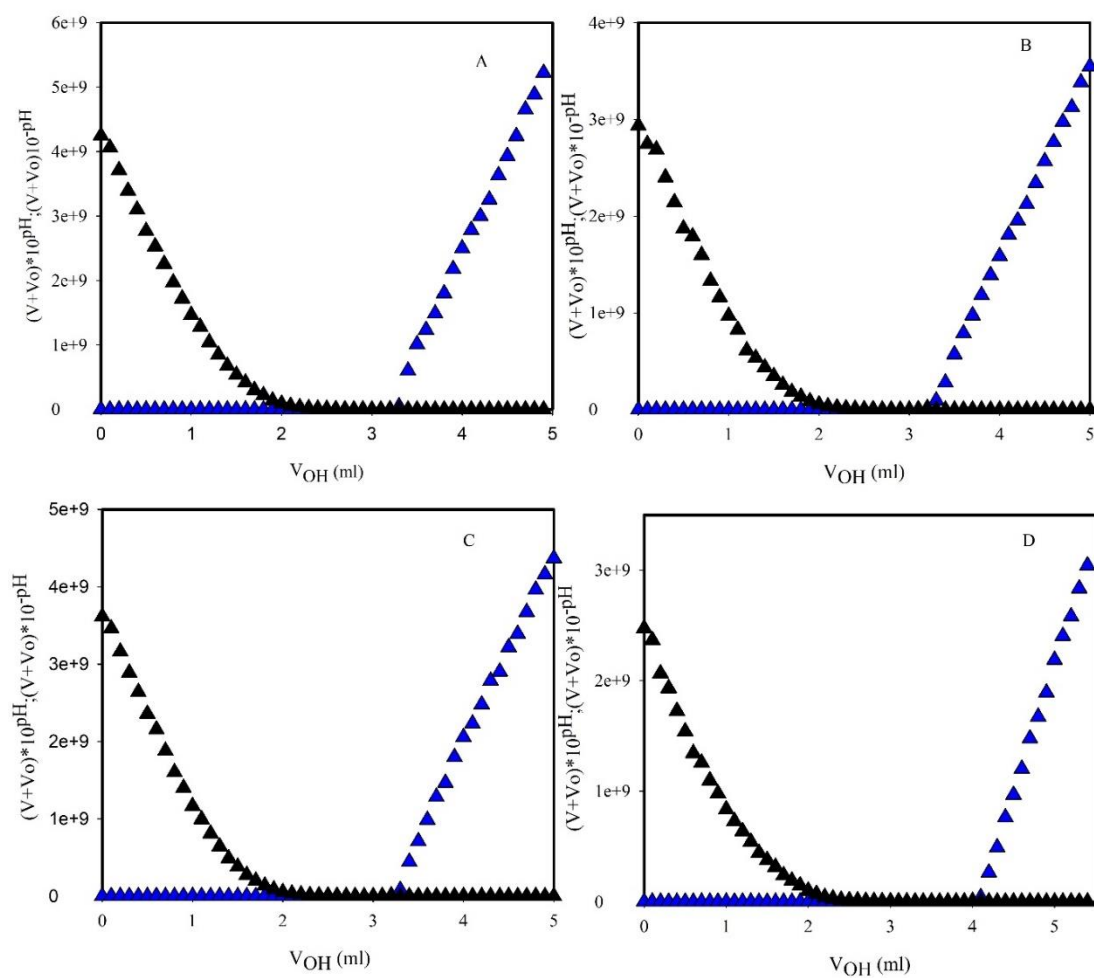 6e+9
5e+9
4e+9
3e+9
2e+9
1e+9
0
(V+Vo)*10pH;(V+Vo)10-pH
A
0 1 2 3 4 5
VOH (ml)
4e+9
3e+9
2e+9
1e+9
0
(V+Vo)*10pH;(V+Vo)*10-pH
B
0 1 2 3 4 5
VOH (ml)
5e+9
4e+9
3e+9
2e+9
1e+9
0
(V+Vo)*10pH;(V+Vo)*10-pH
C
0 1 2 3 4 5
VOH (ml)
3e+9
2e+9
1e+9
0
(V+Vo)*10pH;(V+Vo)*10-pH
D
0 1 2 3 4 5
VOH (ml)